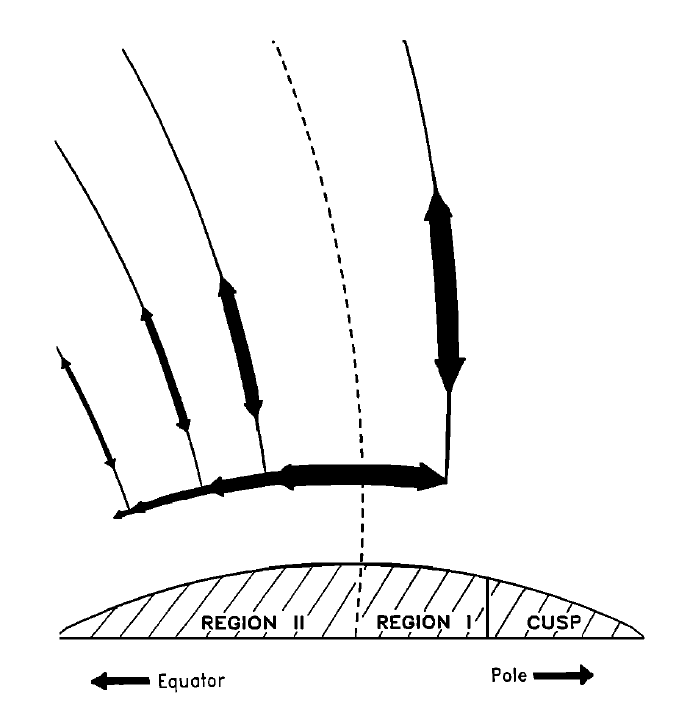 REGION II
REGION I
CUSP
Equator
Pole